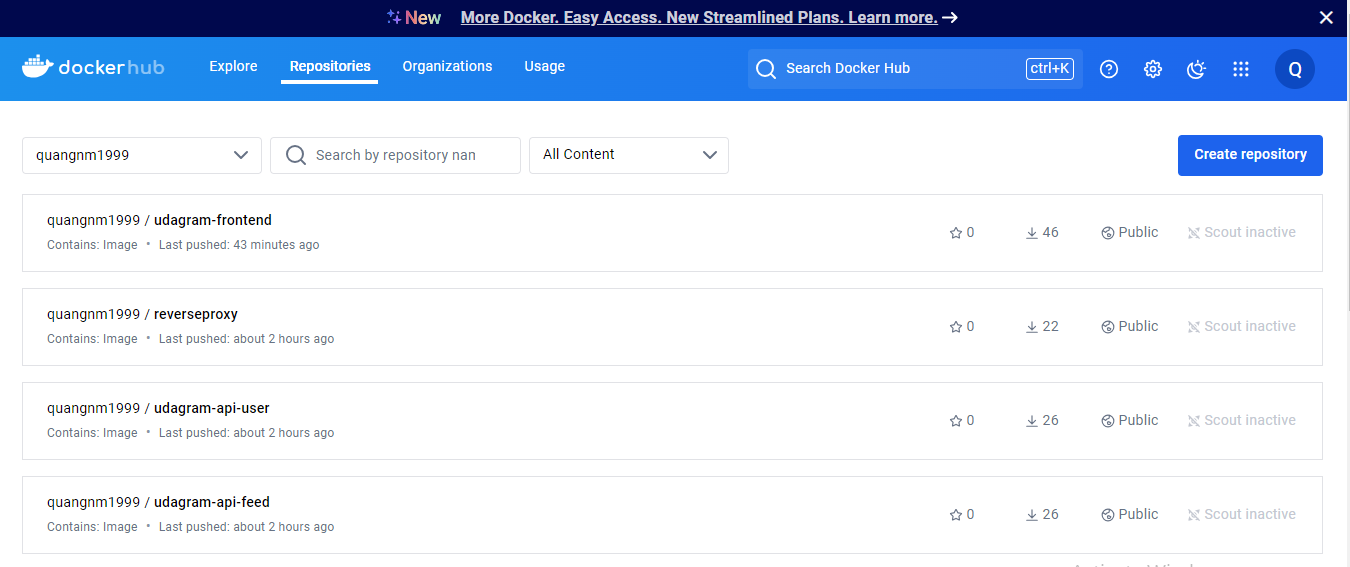 New More Docker. Easy Access. New Streamlined Plans. Learn more.
dockerhub Explore Repositories Organizations Usage Search Docker Hub ctrl+K Q
quangnm1999 Search by repository nan All Content Create repository
quangnm1999 / udagram-frontend
Contains: Image • Last pushed: 43 minutes ago
0 46 Public Scout inactive
quangnm1999 / reverseproxy
Contains: Image • Last pushed: about 2 hours ago
0 22 Public Scout inactive
quangnm1999 / udagram-api-user
Contains: Image • Last pushed: about 2 hours ago
0 26 Public Scout inactive
quangnm1999 / udagram-api-feed
Contains: Image • Last pushed: about 2 hours ago
0 26 Public Scout inactive